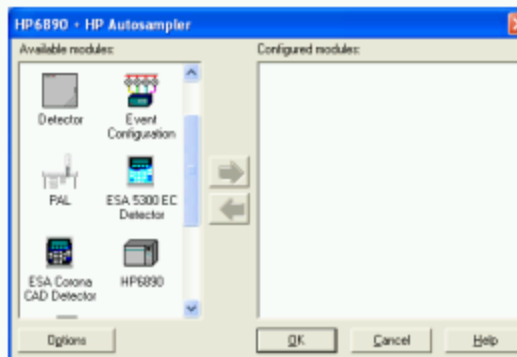 HP6890 + HP Autosampler
Available modules:
Configured modules:
Detector
Event
Configuration
PAL
ESA 5300 EC
Detector
ESA Corona
CAD Detector
HP6890
Options
OK
Cancel
Help